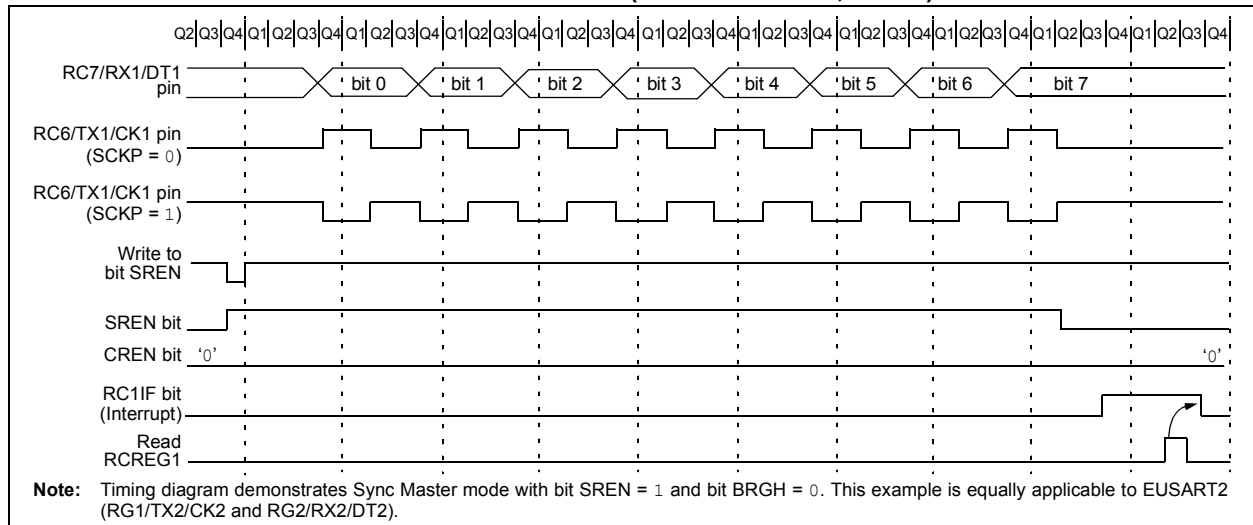 Q2 Q3 Q4 Q1 Q2 Q3 Q4 Q1 Q2 Q3 Q4 Q1 Q2 Q3 Q4 Q1 Q2 Q3 Q4 Q1 Q2 Q3 Q4 Q1 Q2 Q3 Q4 Q1 Q2 Q3 Q4 Q1 Q2 Q3 Q4 Q1 Q2 Q3 Q4 Q1 Q2 Q3 Q4
RC7/RX1/DT1
pin
bit 0 bit 1 bit 2 bit 3 bit 4 bit 5 bit 6 bit 7
RC6/TX1/CK1 pin
(SCKP = 0)
RC6/TX1/CK1 pin
(SCKP = 1)
Write to
bit SREN
SREN bit
CREN bit '0' '0'
RC1IF bit
(Interrupt)
Read
RCREG1
Note: Timing diagram demonstrates Sync Master mode with bit SREN = 1 and bit BRGH = 0. This example is equally applicable to EUSART2
(RG1/TX2/CK2 and RG2/RX2/DT2).